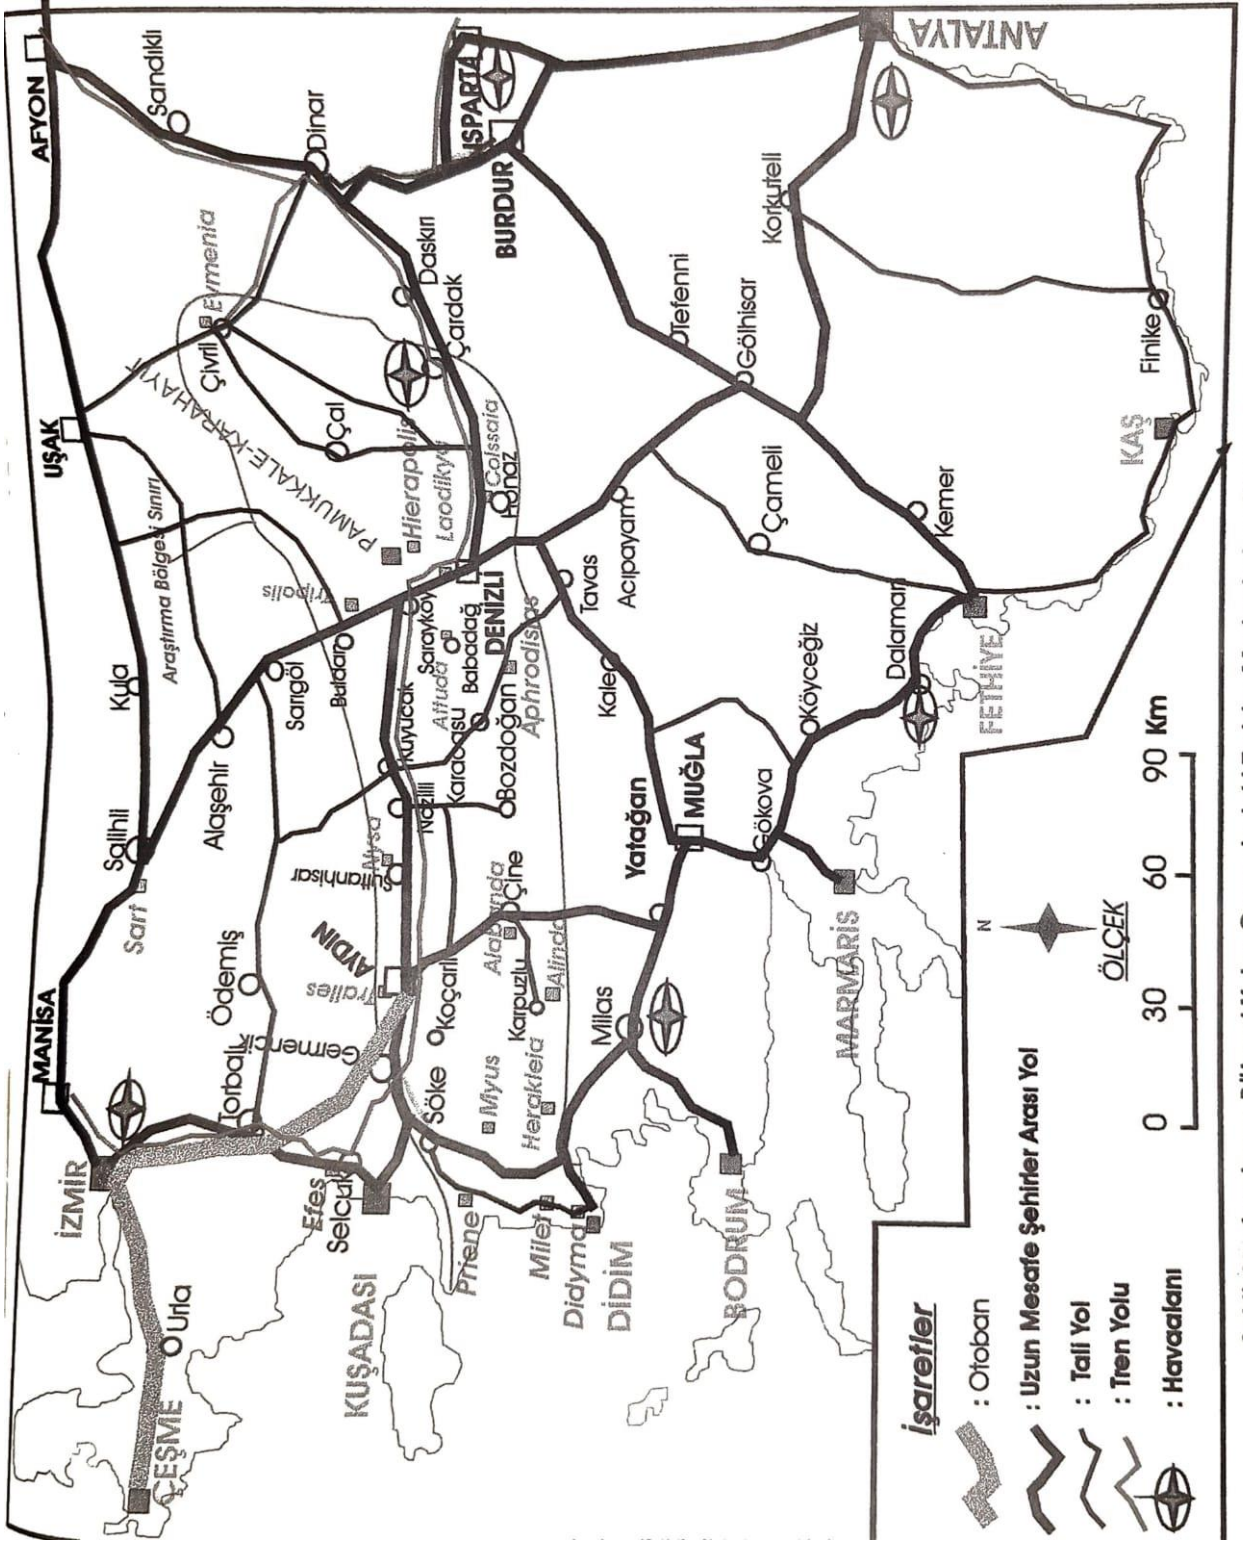 AFYON
Sandıklı
Dinar
ISPARTA
BURDUR
ANTALYA
Korkuteli
Evmenia
Daskırı
Çardak
Tefenni
Gölhisar
Finike
KAŞ
UŞAK
Çivril
Çal
PAMUKKALE-KARAHAYIT
Hierapolis
Laodikya
Colssaia
Honaz
Acıpayam
Çameli
Kemer
Araştırma Bölgesi Sınırı
Tripolis
DENİZLİ
Tavas
Kula
Sarıgöl
Buldan
Sarayköy
Attuda
Babadağ
Aphrodisias
Kale
Köyceğiz
Dalaman
FETHİYE
Salihli
Alaşehir
Kuyucak
Karacasu
Bozdoğan
Nazilli
Yatağan
MUĞLA
Gökova
Sart
Nysa
Sultanhisar
Alabanda
Çine
MARMARİS
MANİSA
Ödemiş
AYDIN
Tralles
Koçarlı
Karpuzlu
Alinda
Milas
Torbalı
Germencik
Söke
Myus
Herakleia
İZMİR
Efes
Selçuk
Priene
Milet
Didyma
DİDİM
BODRUM
Urla
KUŞADASI
ÇEŞME
N
ÖLÇEK
0 30 60 90 Km
İşaretler
: Otoban
: Uzun Mesafe Şehirler Arası Yol
: Tali Yol
: Tren Yolu
: Havaalanı